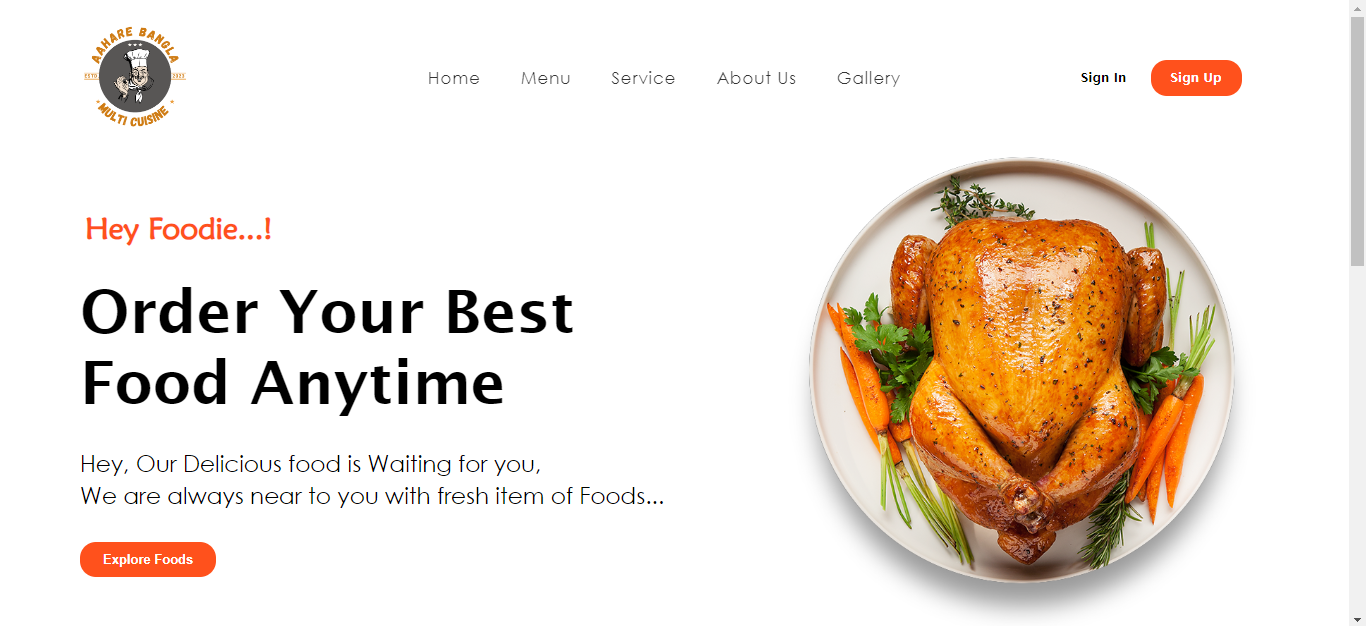 AAHARE BANGLA
ESTD
2023
MULTI CUISINE
Home Menu Service About Us Gallery
Sign In Sign Up
Hey Foodie...!
Order Your Best
Food Anytime
Hey, Our Delicious food is Waiting for you,
We are always near to you with fresh item of Foods...
Explore Foods